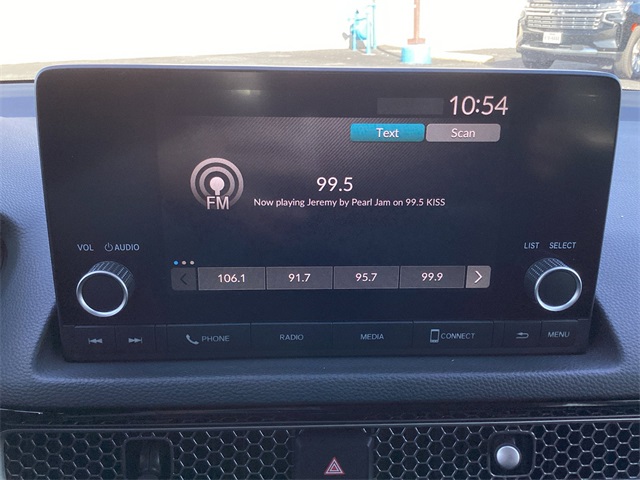 10:54
Text Scan
99.5
FM
Now playing Jeremy by Pearl Jam on 99.5 KISS
VOL AUDIO
LIST SELECT
106.1 91.7 95.7 99.9
PHONE RADIO MEDIA CONNECT MENU